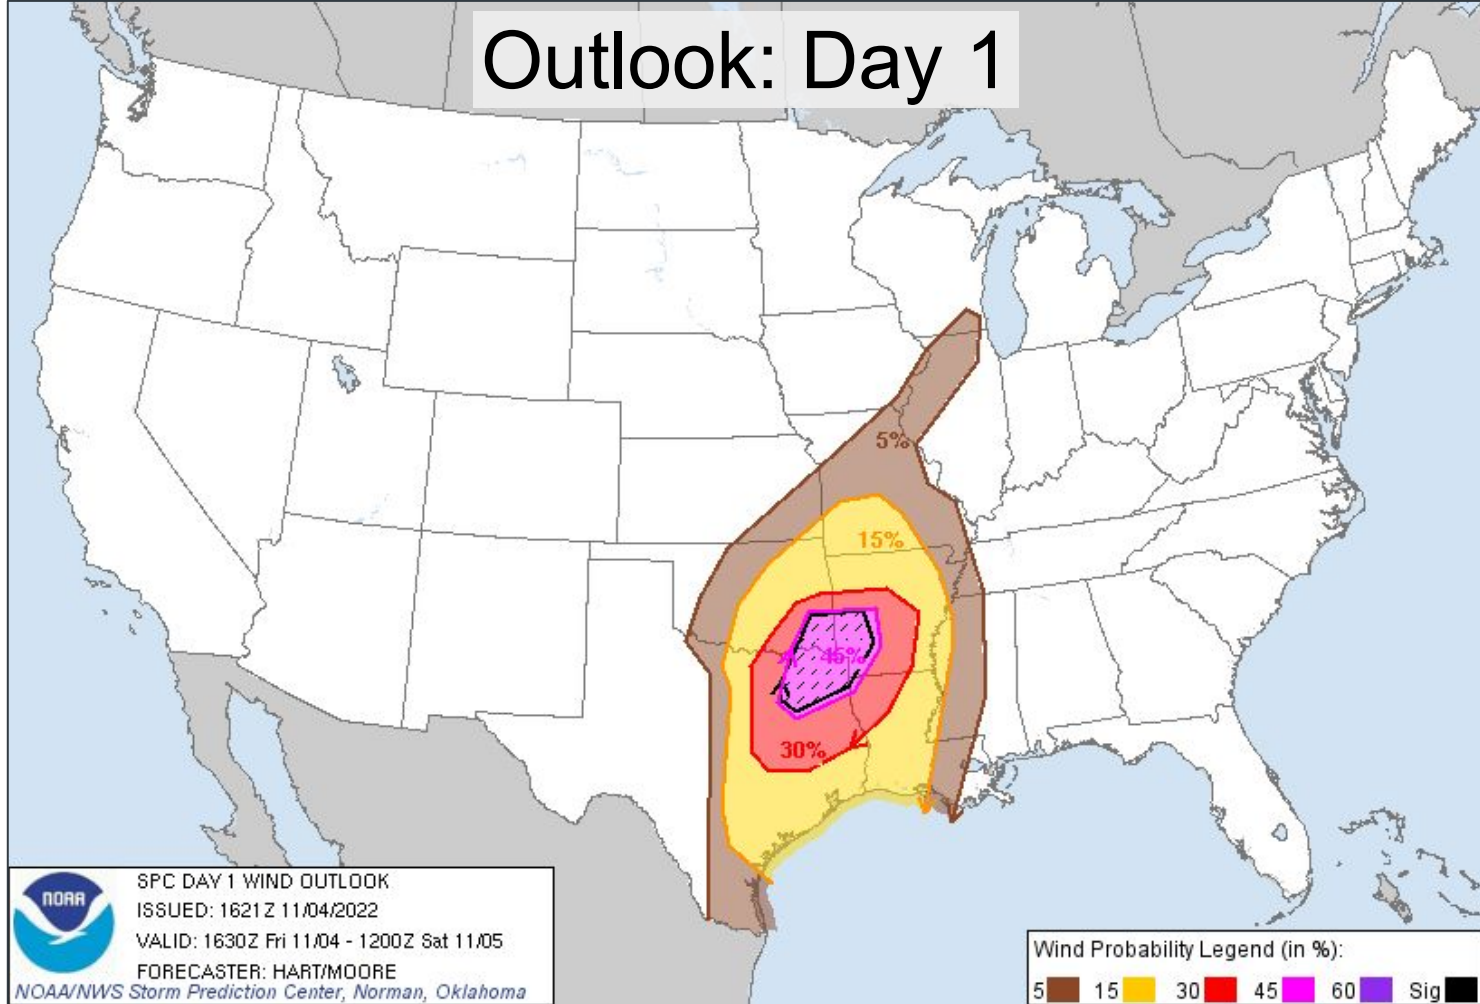 Outlook: Day 1
5%
15%
45%
30%
NOAA
SPC DAY 1 WIND OUTLOOK
ISSUED: 1621Z 11/04/2022
VALID: 1630Z Fri 11/04 - 1200Z Sat 11/05
FORECASTER: HART/MOORE
NOAA/NWS Storm Prediction Center, Norman, Oklahoma
Wind Probability Legend (in %):
5 15 30 45 60 Sig